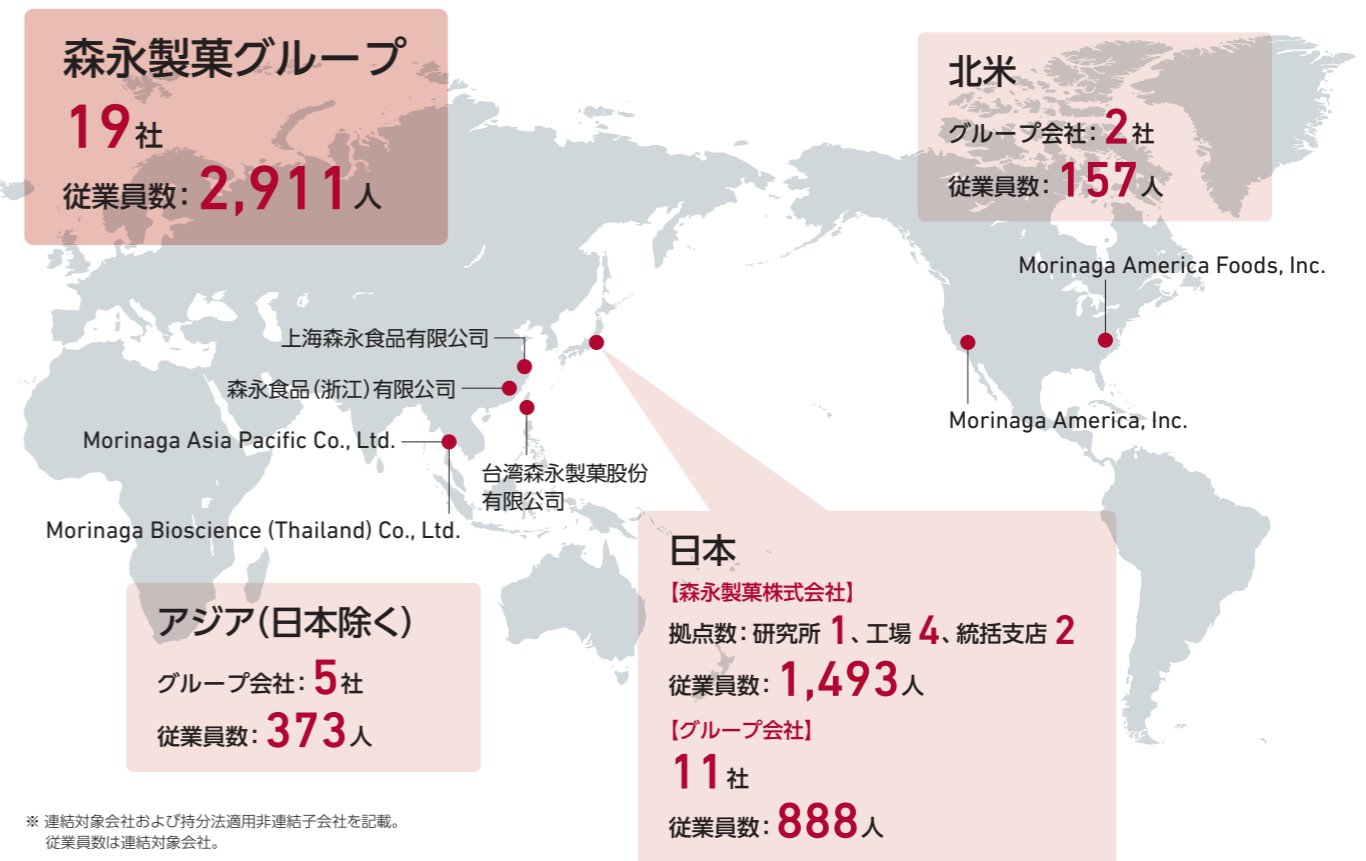 森永製菓グループ
19社
従業員数：2,911人
北米
グループ会社：2社
従業員数：157人
Morinaga America Foods, Inc.
Morinaga America, Inc.
上海森永食品有限公司
森永食品（浙江）有限公司
Morinaga Asia Pacific Co., Ltd.
台湾森永製菓股份
有限公司
Morinaga Bioscience (Thailand) Co., Ltd.
アジア（日本除く）
グループ会社：5社
従業員数：373人
日本
【森永製菓株式会社】
拠点数：研究所 1、工場 4、統括支店 2
従業員数：1,493人
【グループ会社】
11社
従業員数：888人
※ 連結対象会社および持分法適用非連結子会社を記載。
従業員数は連結対象会社。